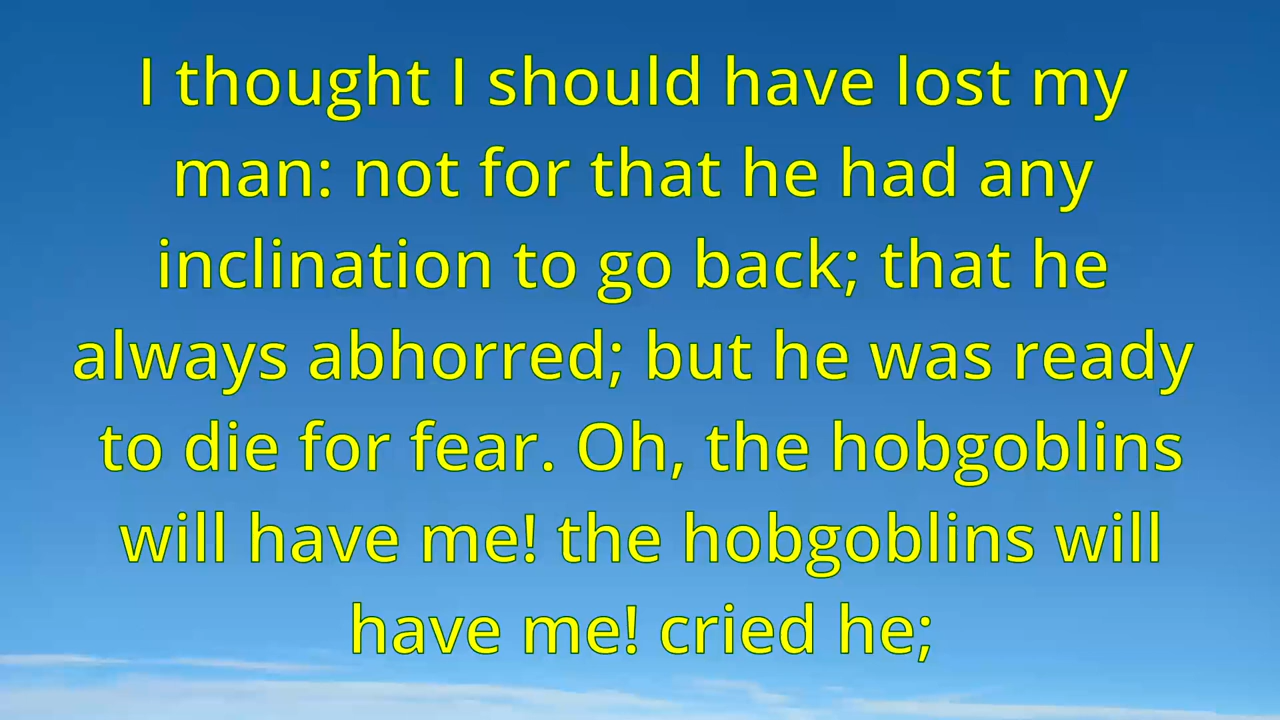 I thought I should have lost my
man: not for that he had any
inclination to go back; that he
always abhorred; but he was ready
to die for fear. Oh, the hobgoblins
will have me! the hobgoblins will
have me! cried he;